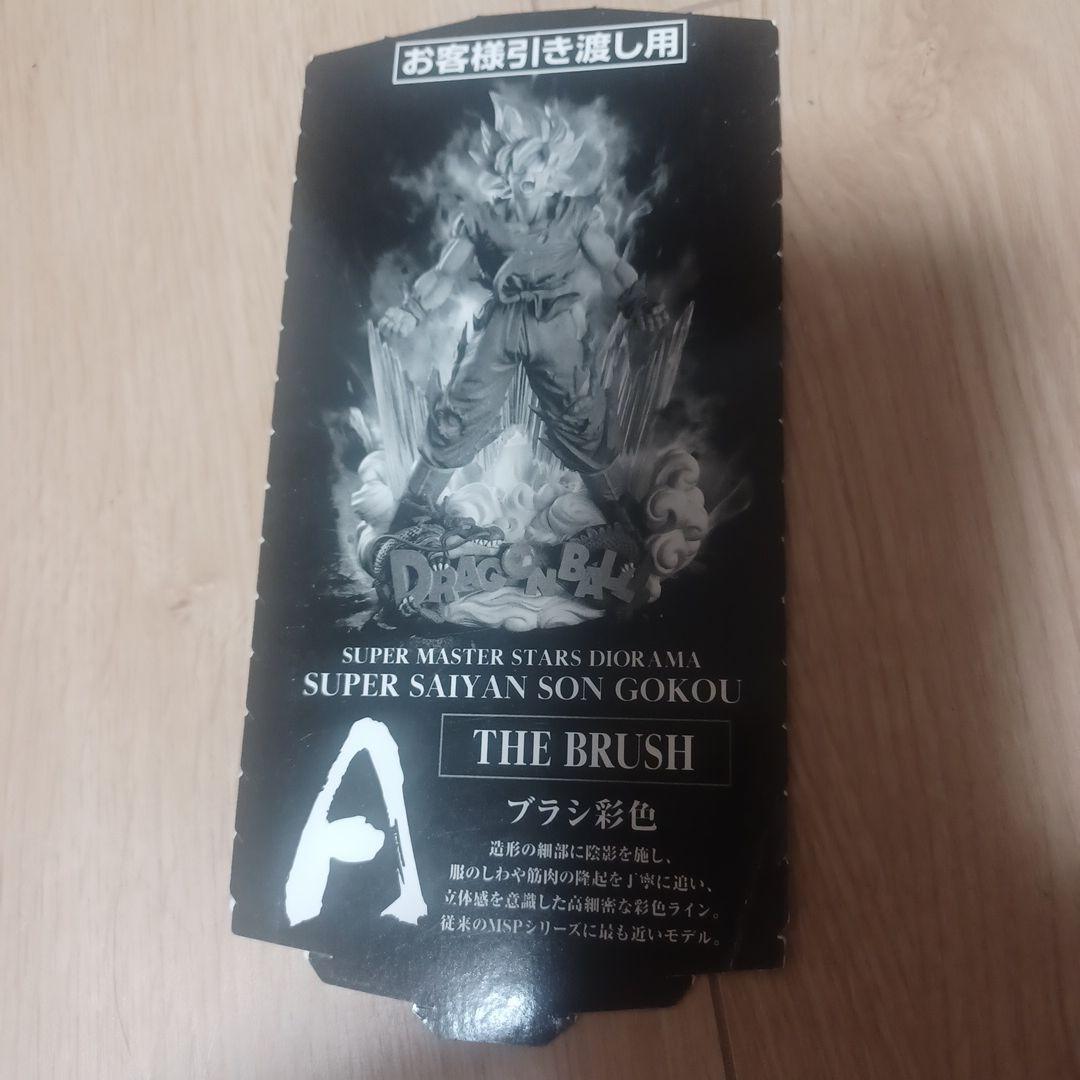 お客様引き渡し用
DRAGON BALL
SUPER MASTER STARS DIORAMA
SUPER SAIYAN SON GOKOU
A
THE BRUSH
ブラシ彩色
造形の細部に陰影を施し、
服のしわや筋肉の隆起を丁寧に追い、
立体感を意識した高細密な彩色ライン。
従来のMSPシリーズに最も近いモデル。